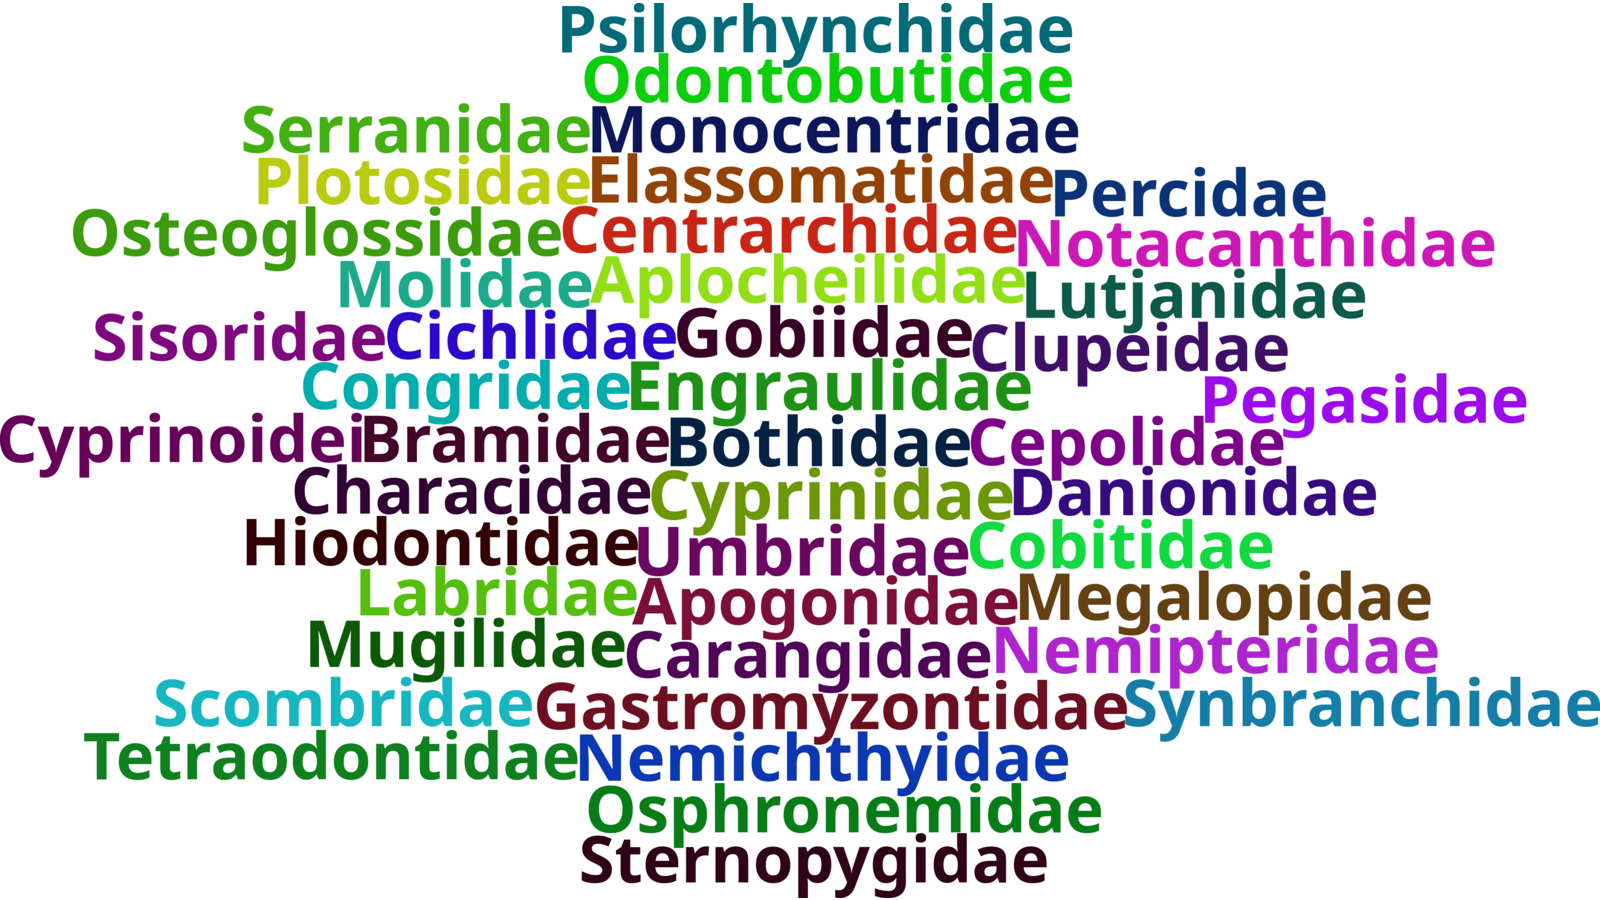 Psilorhynchidae
Odontobutidae
Serranidae Monocentridae
Plotosidae Elassomatidae Percidae
Osteoglossidae Centrarchidae Notacanthidae
Molidae Aplocheilidae Lutjanidae
Sisoridae Cichlidae Gobiidae Clupeidae
Congridae Engraulidae Pegasidae
Cyprinoidei Bramidae Bothidae Cepolidae
Characidae Cyprinidae Danionidae
Hiodontidae Umbridae Cobitidae
Labridae Apogonidae Megalopidae
Mugilidae Carangidae Nemipteridae
Scombridae Gastromyzontidae Synbranchidae
Tetraodontidae Nemichthyidae
Osphronemidae
Sternopygidae